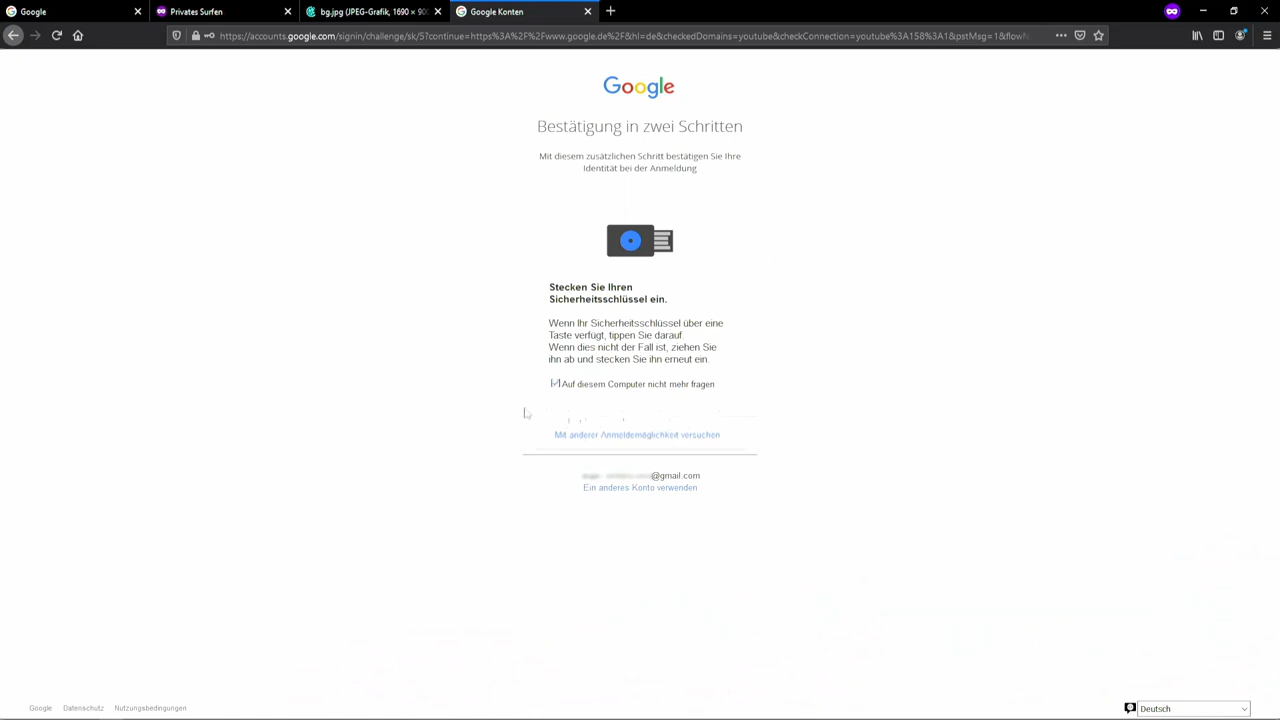 Google
Privates Surfen
bg.jpg (JPEG-Grafik, 1690 × 90
Google Konten
https://accounts.google.com/signin/challenge/sk/5?continue=https%3A%2F%2Fwww.google.de%2F&hl=de&checkedDomains=youtube&checkConnection=youtube%3A158%3A1&pstMsg=1&flow
Google
Bestätigung in zwei Schritten
Mit diesem zusätzlichen Schritt bestätigen Sie Ihre
Identität bei der Anmeldung
Stecken Sie Ihren
Sicherheitsschlüssel ein.
Wenn Ihr Sicherheitsschlüssel über eine
Taste verfügt, tippen Sie darauf.
Wenn dies nicht der Fall ist, ziehen Sie
ihn ab und stecken Sie ihn erneut ein.
Auf diesem Computer nicht mehr fragen
Mit anderer Anmeldemöglichkeit versuchen
@gmail.com
Ein anderes Konto verwenden
Google Datenschutz Nutzungsbedingungen
Deutsch